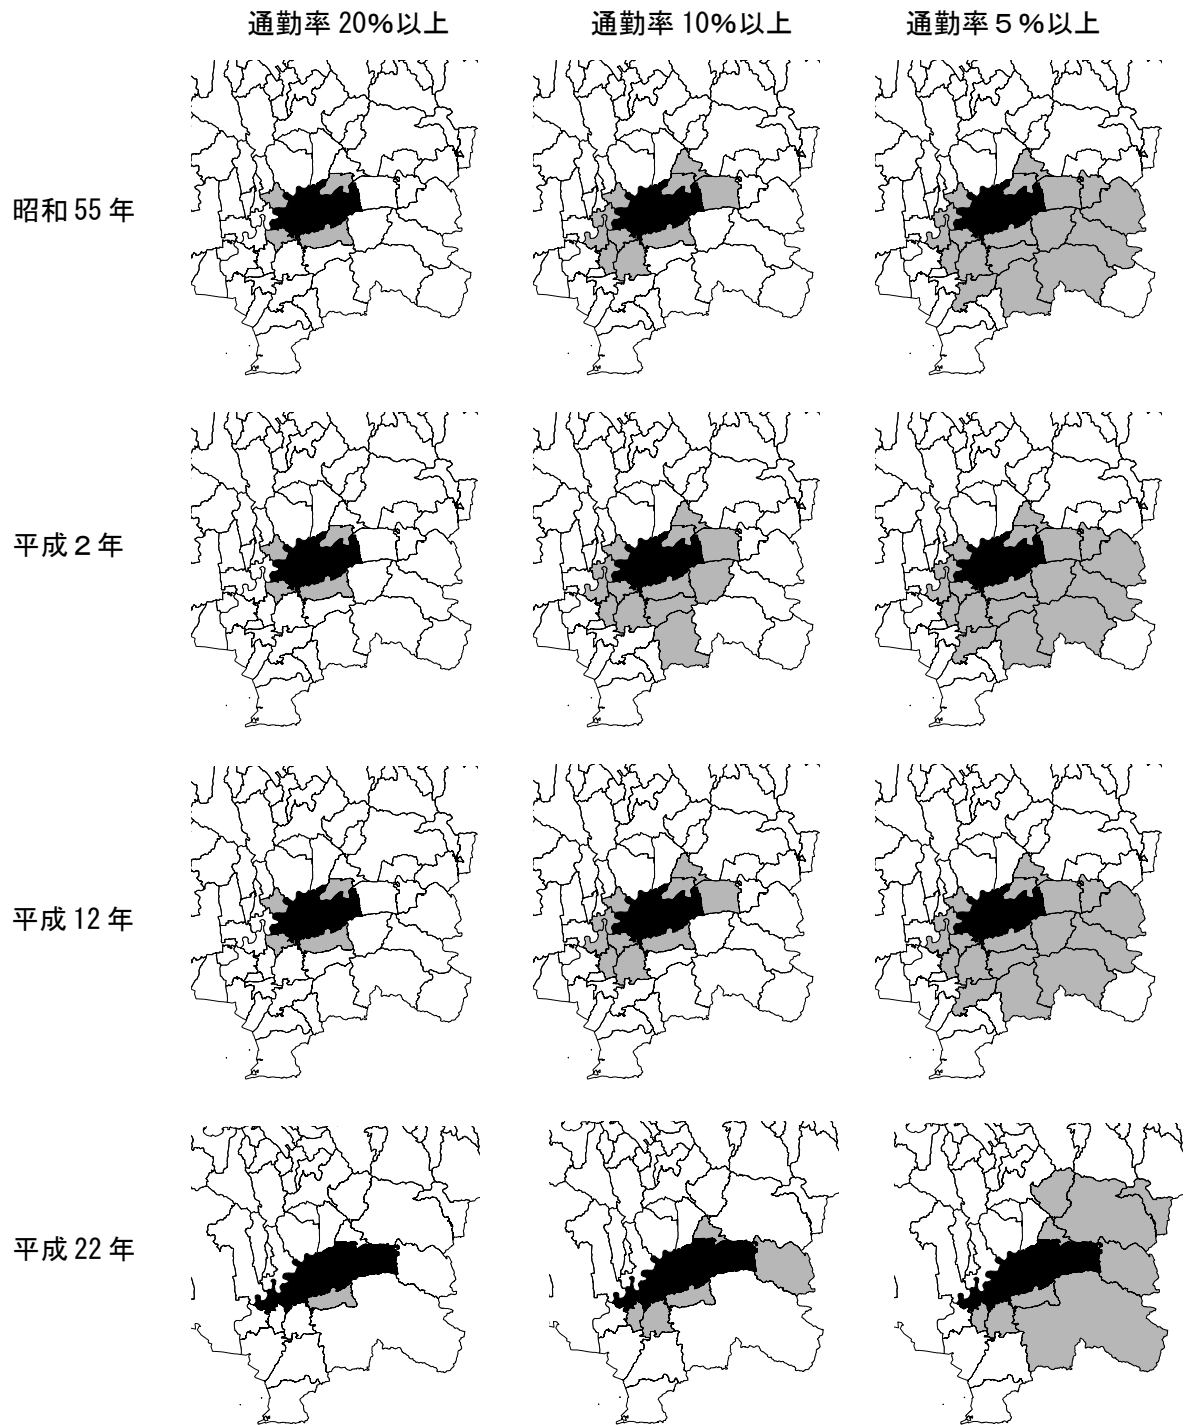 通勤率 20%以上
通勤率 10%以上
通勤率５%以上
昭和 55 年
平成２年
平成 12 年
平成 22 年